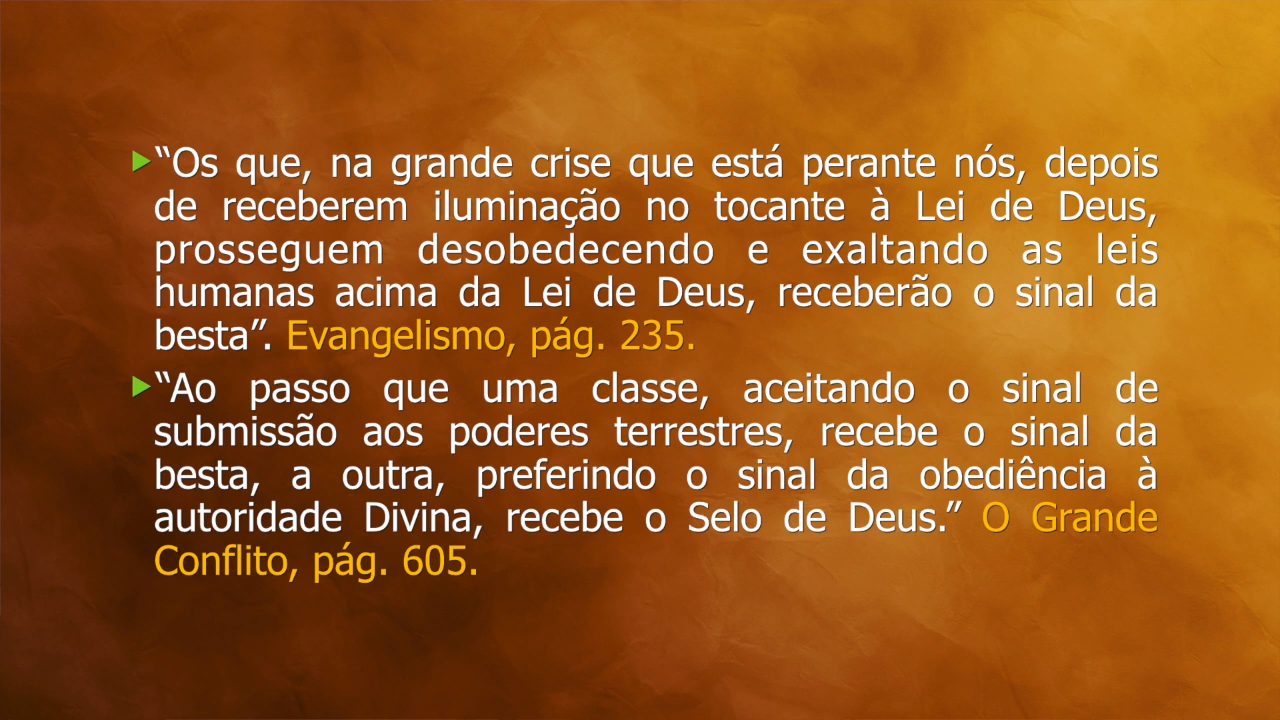 “Os que, na grande crise que está perante nós, depois
de receberem iluminação no tocante à Lei de Deus,
prosseguem desobedecendo e exaltando as leis
humanas acima da Lei de Deus, receberão o sinal da
besta”. Evangelismo, pág. 235.
“Ao passo que uma classe, aceitando o sinal de
submissão aos poderes terrestres, recebe o sinal da
besta, a outra, preferindo o sinal da obediência à
autoridade Divina, recebe o Selo de Deus.” O Grande
Conflito, pág. 605.